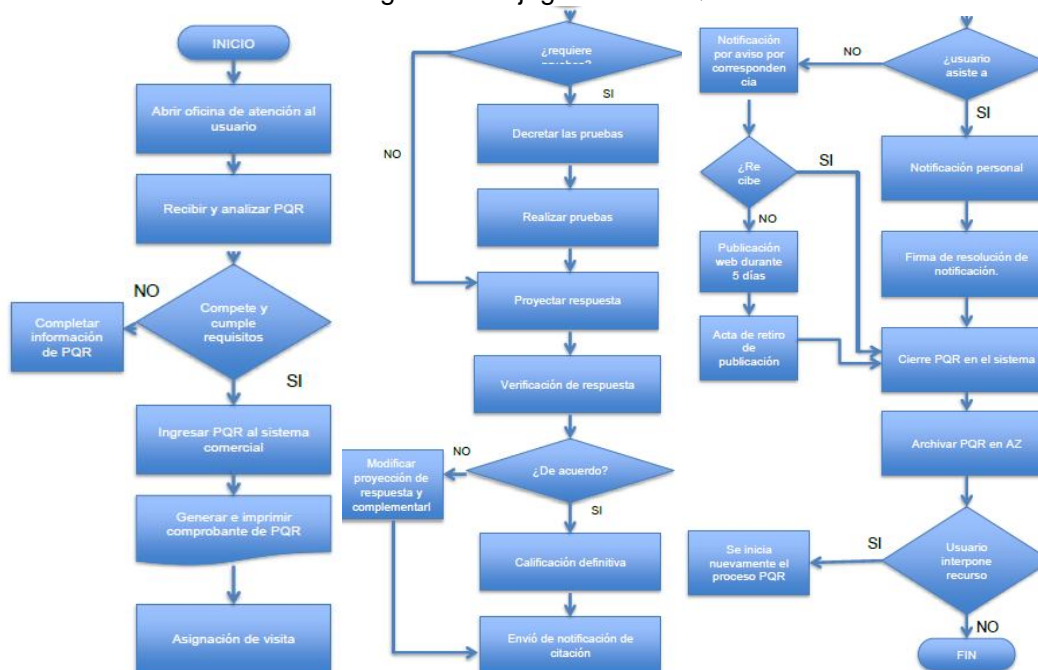 INICIO
Abrir oficina de atención al
usuario
Recibir y analizar PQR
NO
Compete y
cumple
requisitos
Completar
información
de PQR
SI
Ingresar PQR al sistema
comercial
Generar e imprimir
comprobante de PQR
Asignación de visita
¿requiere
SI
NO
Decretar las pruebas
Realizar pruebas
Proyectar respuesta
Verificación de respuesta
¿De acuerdo?
NO
Modificar
proyección de
respuesta y
complementarl
SI
Calificación definitiva
Envió de notificación de
citación
Notificación
por aviso por
corresponden
cia
NO
¿usuario
asiste a
SI
¿Re
cibe
SI
NO
Notificación personal
Publicación
web durante
5 días
Firma de resolución de
notificación.
Acta de retiro
de
publicación
Cierre PQR en el sistema
Archivar PQR en AZ
Usuario
interpone
recurso
SI
Se inicia
nuevamente el
proceso PQR
NO
FIN